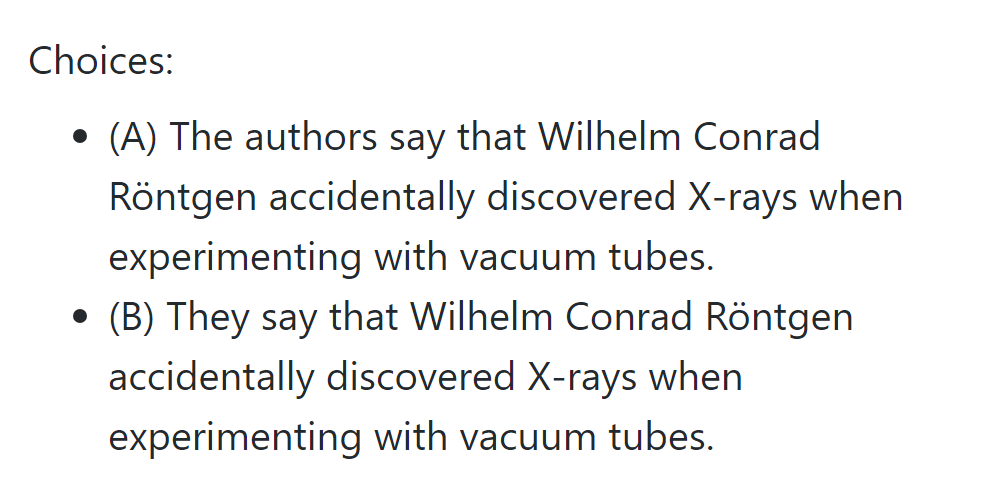 Choices:
• (A) The authors say that Wilhelm Conrad
Röntgen accidentally discovered X-rays when
experimenting with vacuum tubes.
• (B) They say that Wilhelm Conrad Röntgen
accidentally discovered X-rays when
experimenting with vacuum tubes.